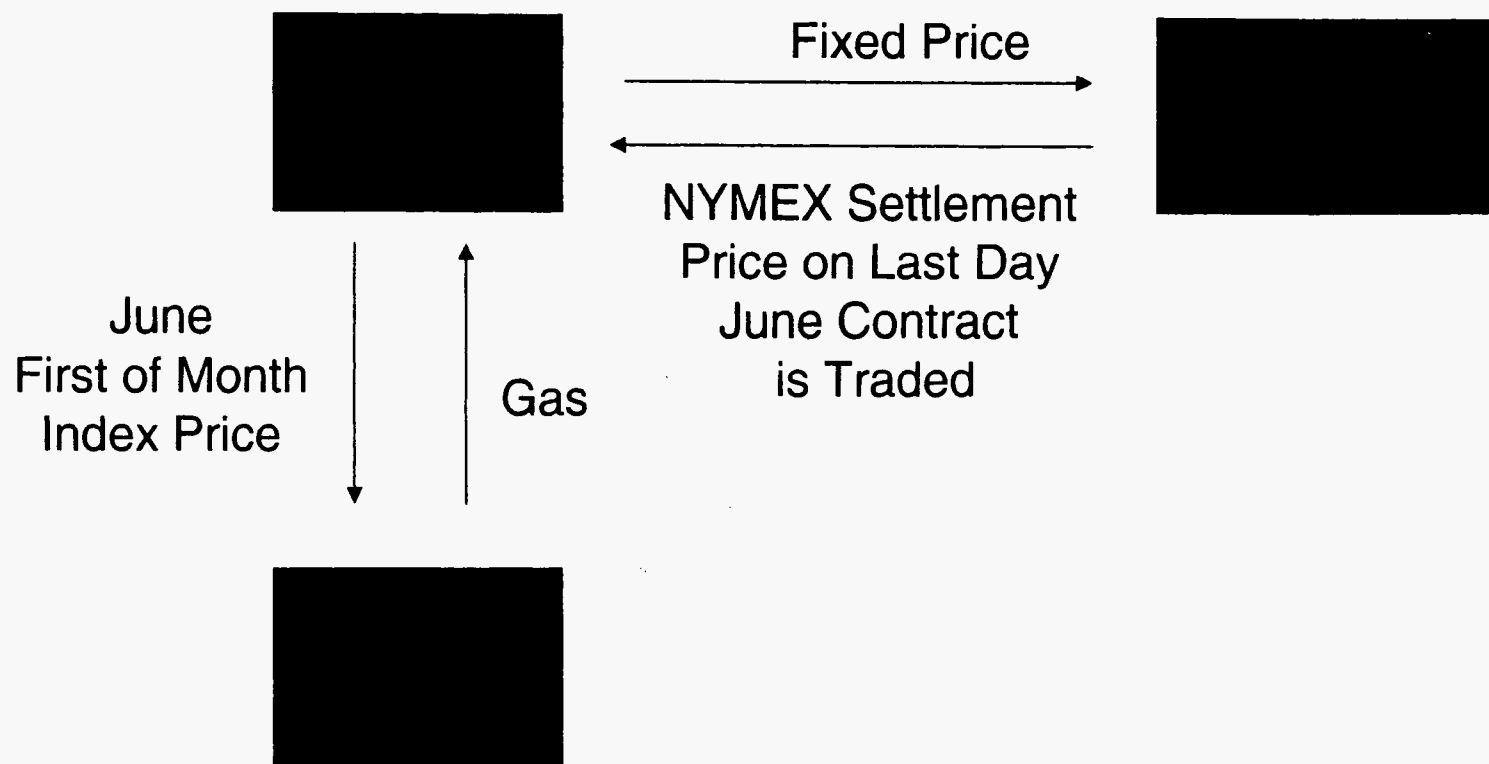 Fixed Price
NYMEX Settlement
Price on Last Day
June Contract
is Traded
June
First of Month
Index Price
Gas